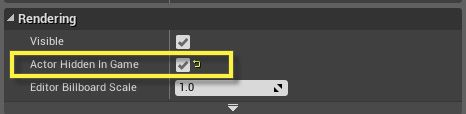 Rendering
Visible
Actor Hidden In Game
Editor Billboard Scale 1.0